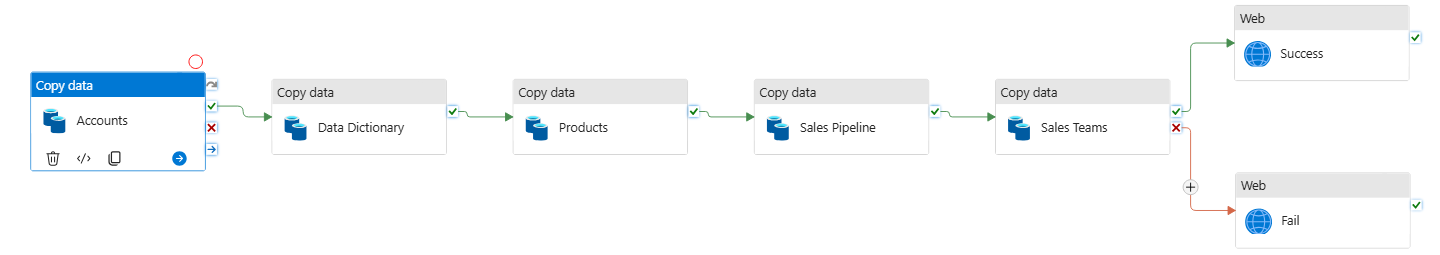 Copy data
Accounts
Copy data
Data Dictionary
Copy data
Products
Copy data
Sales Pipeline
Copy data
Sales Teams
Web
Success
Web
Fail